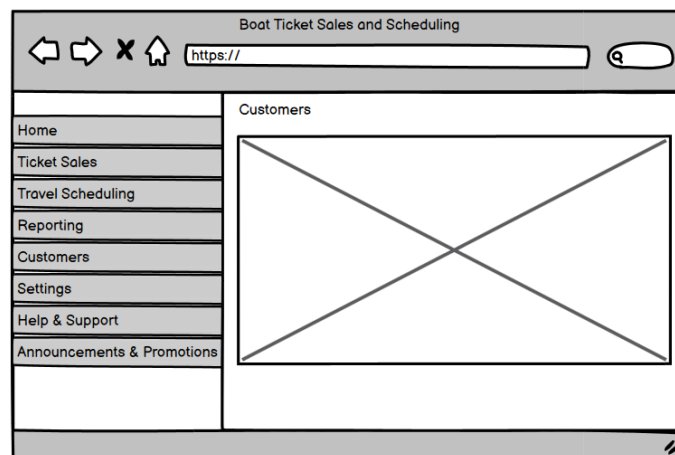 Boat Ticket Sales and Scheduling
https://
Customers
Home
Ticket Sales
Travel Scheduling
Reporting
Customers
Settings
Help & Support
Announcements & Promotions